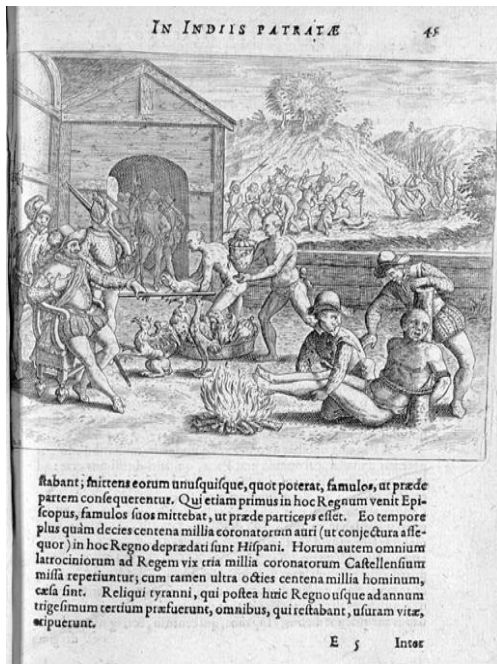 IN INDIIS PATRATÆ 45
stabant; mittens eorum unusquisque, quot poterat, famulos, ut prædæ
partem consequerentur. Qui etiam primus in hoc Regnum venit Epi-
scopus, famulos suos mittebat, ut prædæ particeps esset. Eo tempore
plus quàm decies centena millia coronatorum auri (ut conjectura asse-
quor) in hoc Regno deprædati sunt Hispani. Horum autem omnium
latrociniorum ad Regem vix tria millia coronatorum Castellensium
missa reperiuntur; cum tamen ultra octies centena millia hominum,
cæsa sint. Reliqui tyranni, qui postea huic Regno usque ad annum
trigesimum tertium præfuerunt, omnibus, qui restabant, usuram vitæ,
eripuerunt.
E 5 Inter